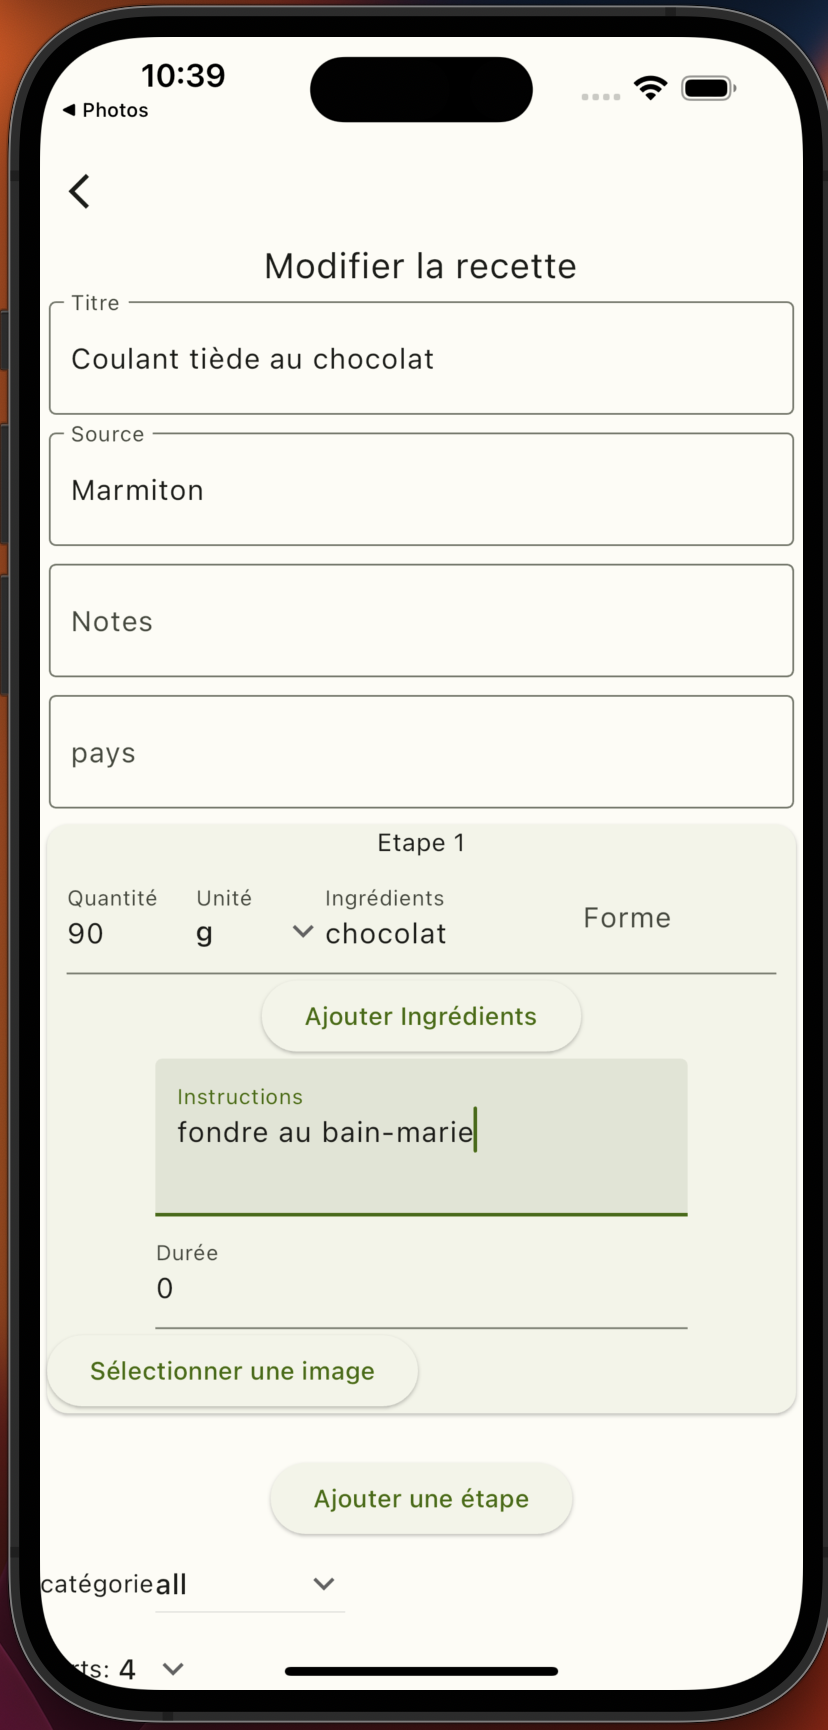 10:39
◀ Photos
Modifier la recette
Titre
Coulant tiède au chocolat
Source
Marmiton
Notes
pays
Etape 1
Quantité Unité Ingrédients Forme
90 g chocolat
Ajouter Ingrédients
Instructions
fondre au bain-marie
Durée
0
Sélectionner une image
Ajouter une étape
catégorie all
4